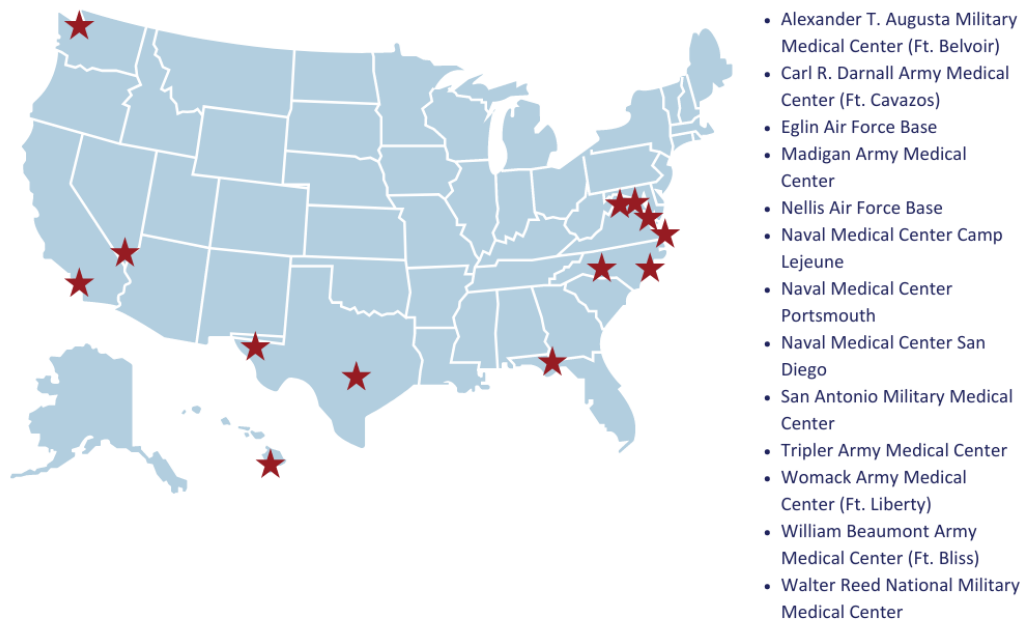 • Alexander T. Augusta Military
Medical Center (Ft. Belvoir)
• Carl R. Darnall Army Medical
Center (Ft. Cavazos)
• Eglin Air Force Base
• Madigan Army Medical
Center
• Nellis Air Force Base
• Naval Medical Center Camp
Lejeune
• Naval Medical Center
Portsmouth
• Naval Medical Center San
Diego
• San Antonio Military Medical
Center
• Tripler Army Medical Center
• Womack Army Medical
Center (Ft. Liberty)
• William Beaumont Army
Medical Center (Ft. Bliss)
• Walter Reed National Military
Medical Center